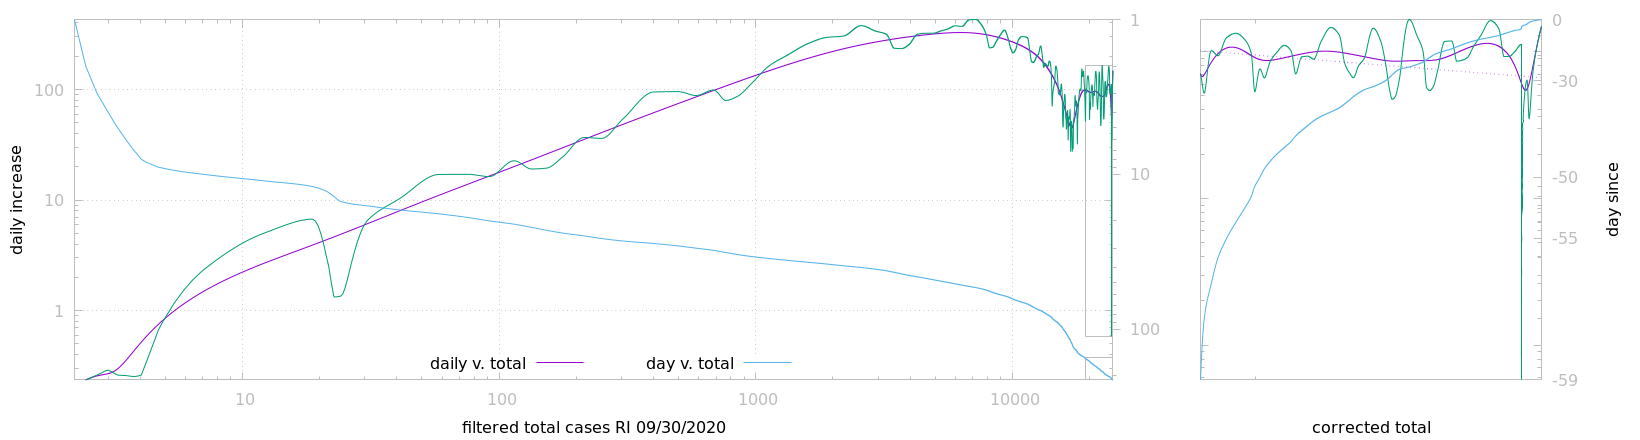 daily increase
100
10
1
daily v. total
day v. total
10
100
1000
10000
filtered total cases RI 09/30/2020
1
10
100
0
-30
-50
-55
-59
day since
corrected total